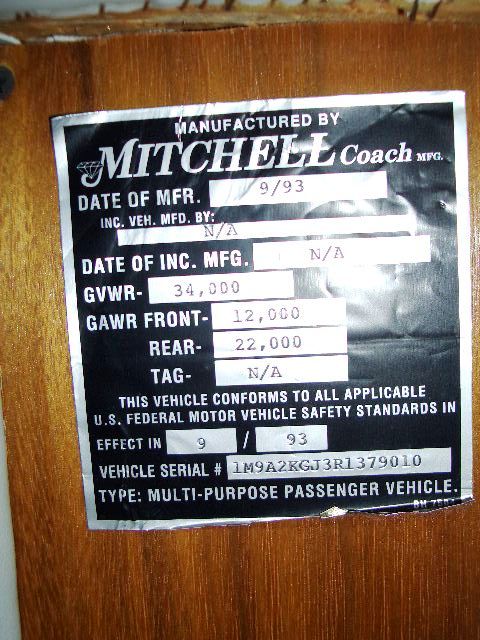 MANUFACTURED BY
MITCHELL Coach MFG.
DATE OF MFR. 9/93
INC. VEH. MFD. BY:
N/A
DATE OF INC. MFG. N/A
GVWR- 34,000
GAWR FRONT- 12,000
REAR- 22,000
TAG- N/A
THIS VEHICLE CONFORMS TO ALL APPLICABLE
U.S. FEDERAL MOTOR VEHICLE SAFETY STANDARDS IN
EFFECT IN 9 / 93
VEHICLE SERIAL # 1M9A2KGJ3R1379010
TYPE: MULTI-PURPOSE PASSENGER VEHICLE.